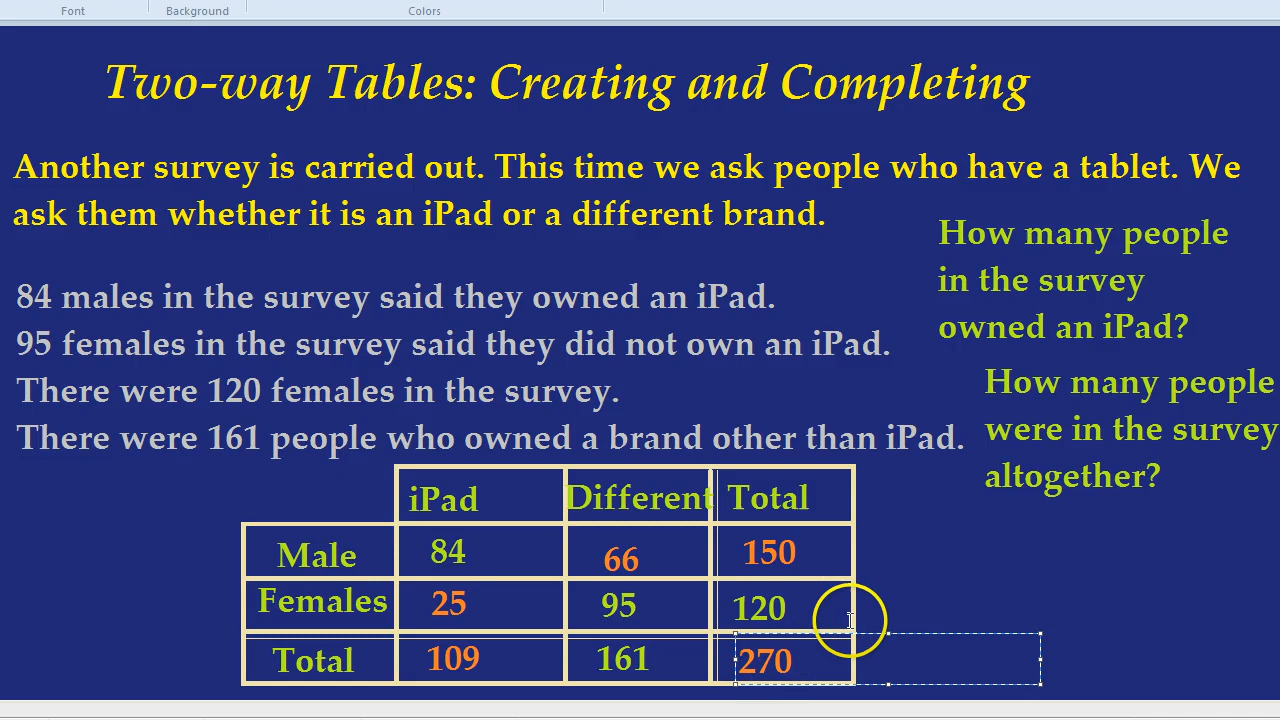 Font Background Colors
Two-way Tables: Creating and Completing
Another survey is carried out. This time we ask people who have a tablet. We
ask them whether it is an iPad or a different brand.
How many people
in the survey
owned an iPad?
84 males in the survey said they owned an iPad.
95 females in the survey said they did not own an iPad.
There were 120 females in the survey.
There were 161 people who owned a brand other than iPad.
How many people
were in the survey
altogether?
iPad Different Total
Male 84 66 150
Females 25 95 120
Total 109 161 270